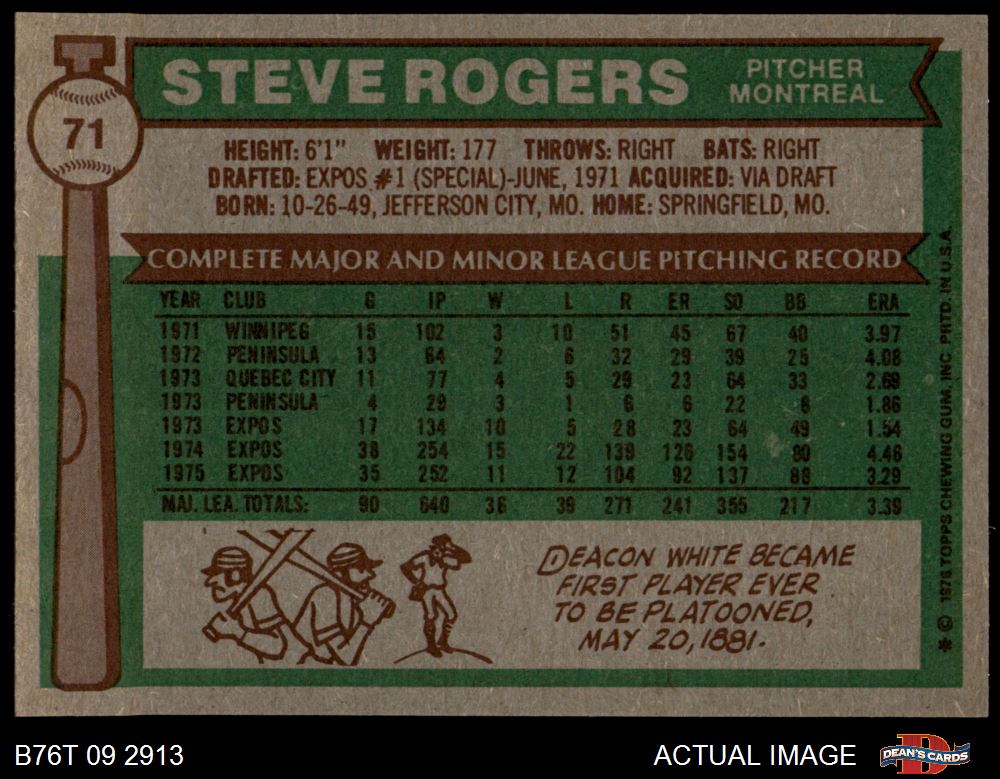 71
STEVE ROGERS
PITCHER
MONTREAL
HEIGHT: 6'1" WEIGHT: 177 THROWS: RIGHT BATS: RIGHT
DRAFTED: EXPOS #1 (SPECIAL)-JUNE, 1971 ACQUIRED: VIA DRAFT
BORN: 10-26-49, JEFFERSON CITY, MO. HOME: SPRINGFIELD, MO.
COMPLETE MAJOR AND MINOR LEAGUE PITCHING RECORD
YEAR CLUB G IP W L R ER SO BB ERA
1971 WINNIPEG 15 102 3 10 51 45 67 40 3.97
1972 PENINSULA 13 64 2 6 32 29 39 25 4.08
1973 QUEBEC CITY 11 77 4 5 29 23 64 33 2.69
1973 PENINSULA 4 29 3 1 6 6 22 8 1.86
1973 EXPOS 17 134 10 5 28 23 64 49 1.54
1974 EXPOS 38 254 15 22 139 126 154 80 4.46
1975 EXPOS 35 252 11 12 104 92 137 88 3.29
MAJ. LEA. TOTALS: 90 640 36 39 271 241 355 217 3.39
DEACON WHITE BECAME
FIRST PLAYER EVER
TO BE PLATOONED,
MAY 20, 1881.
* © 1976 TOPPS CHEWING GUM, INC. PRTD. IN U.S.A.
B76T 09 2913
ACTUAL IMAGE
DEAN'S CARDS